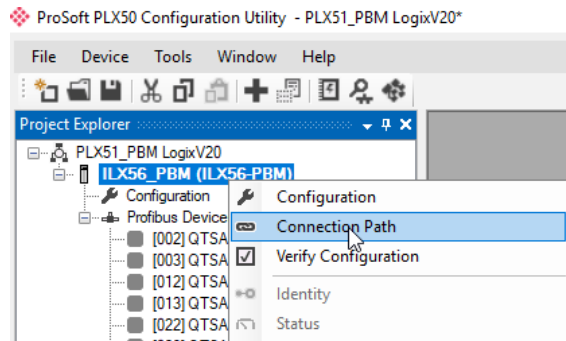 ProSoft PLX50 Configuration Utility - PLX51_PBM LogixV20*
File Device Tools Window Help
Project Explorer
PLX51_PBM LogixV20
ILX56_PBM (ILX56-PBM)
Configuration
Profibus Device
[002] QTSA
[003] QTSA
[012] QTSA
[013] QTSA
[022] QTSA
Configuration
Connection Path
Verify Configuration
Identity
Status